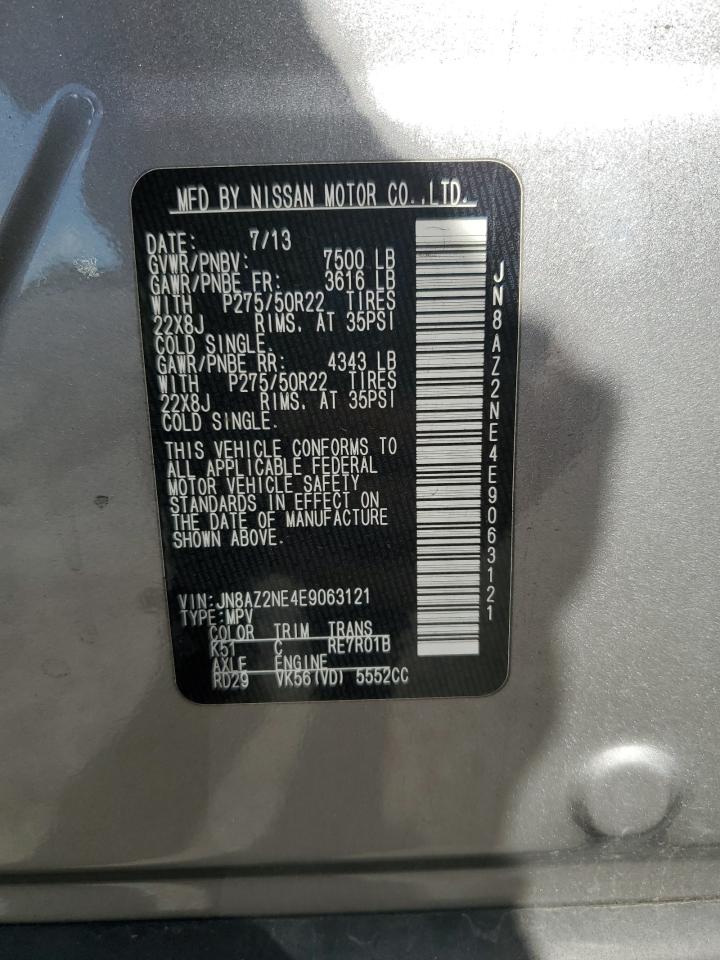 MFD BY NISSAN MOTOR CO.,LTD.
DATE: 7/13
GVWR/PNBV: 7500 LB
GAWR/PNBE FR: 3616 LB
WITH P275/50R22 TIRES
22X8J RIMS, AT 35PSI
COLD SINGLE.
GAWR/PNBE RR: 4343 LB
WITH P275/50R22 TIRES
22X8J RIMS, AT 35PSI
COLD SINGLE.
THIS VEHICLE CONFORMS TO
ALL APPLICABLE FEDERAL
MOTOR VEHICLE SAFETY
STANDARDS IN EFFECT ON
THE DATE OF MANUFACTURE
SHOWN ABOVE.
VIN:JN8AZ2NE4E9063121
TYPE:MPV
COLOR TRIM TRANS
K51 C RE7R01B
AXLE ENGINE
RD29 VK56(VD) 5552CC
JN8AZ2NE4E9063121